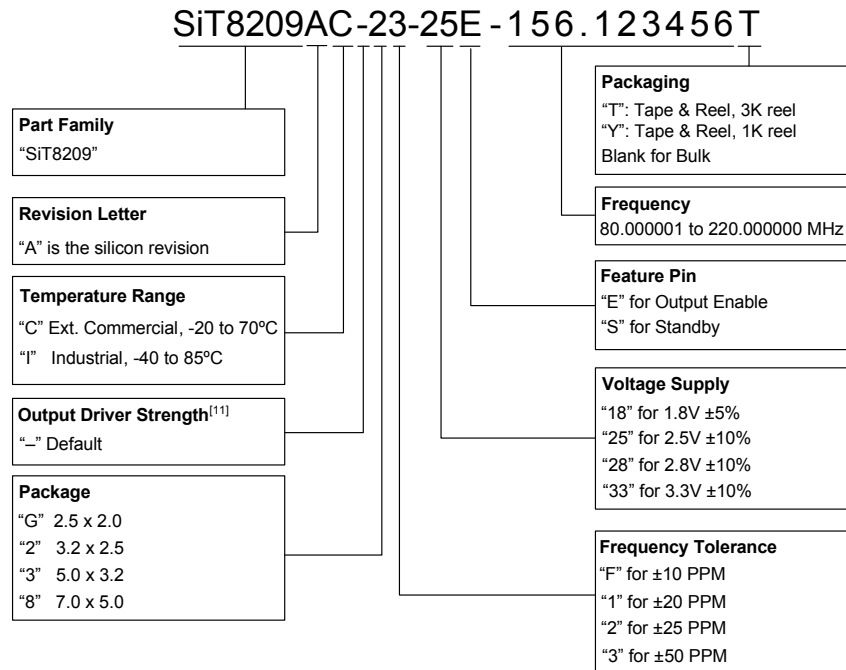 SiT8209AC-23-25E-156.123456T
Part Family
“SiT8209”
Revision Letter
“A” is the silicon revision
Temperature Range
“C” Ext. Commercial, -20 to 70ºC
“I” Industrial, -40 to 85ºC
Output Driver Strength[11]
“–” Default
Package
“G” 2.5 x 2.0
“2” 3.2 x 2.5
“3” 5.0 x 3.2
“8” 7.0 x 5.0
Packaging
“T”: Tape & Reel, 3K reel
“Y”: Tape & Reel, 1K reel
Blank for Bulk
Frequency
80.000001 to 220.000000 MHz
Feature Pin
“E” for Output Enable
“S” for Standby
Voltage Supply
“18” for 1.8V ±5%
“25” for 2.5V ±10%
“28” for 2.8V ±10%
“33” for 3.3V ±10%
Frequency Tolerance
“F” for ±10 PPM
“1” for ±20 PPM
“2” for ±25 PPM
“3” for ±50 PPM